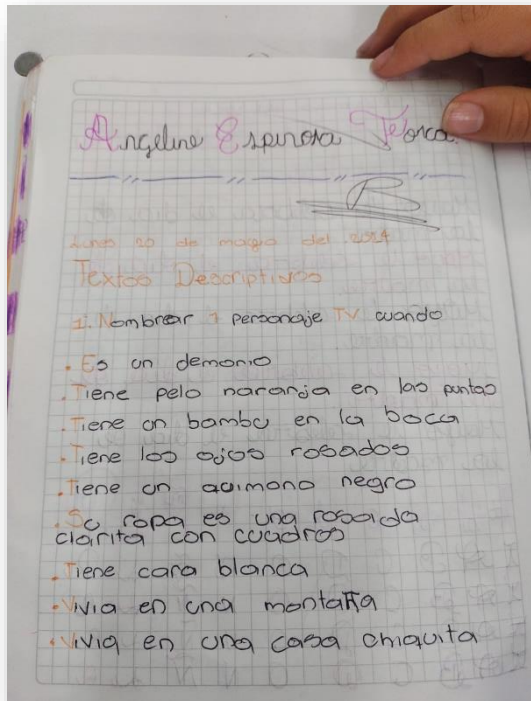 Angeline Espinosa Tosca
B
Lunes 20 de mayo del 2024
Textos Descriptivos
1. Nombrar 1 personaje TV cuando
. Es un demonio
. Tiene pelo naranja en las puntas
. Tiene un bambu en la boca
. Tiene los ojos rosados
. Tiene un quimono negro
. Su ropa es una rosaida
clarita con cuadros
. Tiene cara blanca
. Vivia en una montaña
. Vivia en una casa chiquita